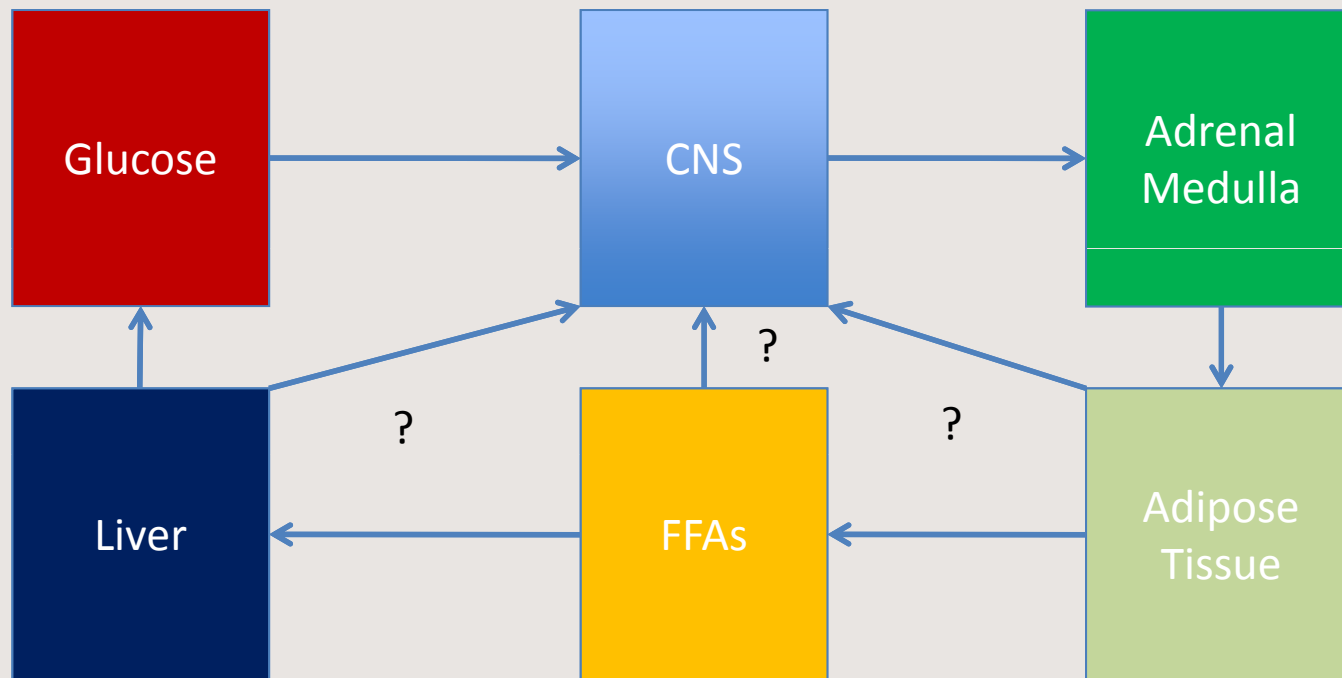 Glucose
CNS
Adrenal
Medulla
?
?
?
Liver
FFAs
Adipose
Tissue